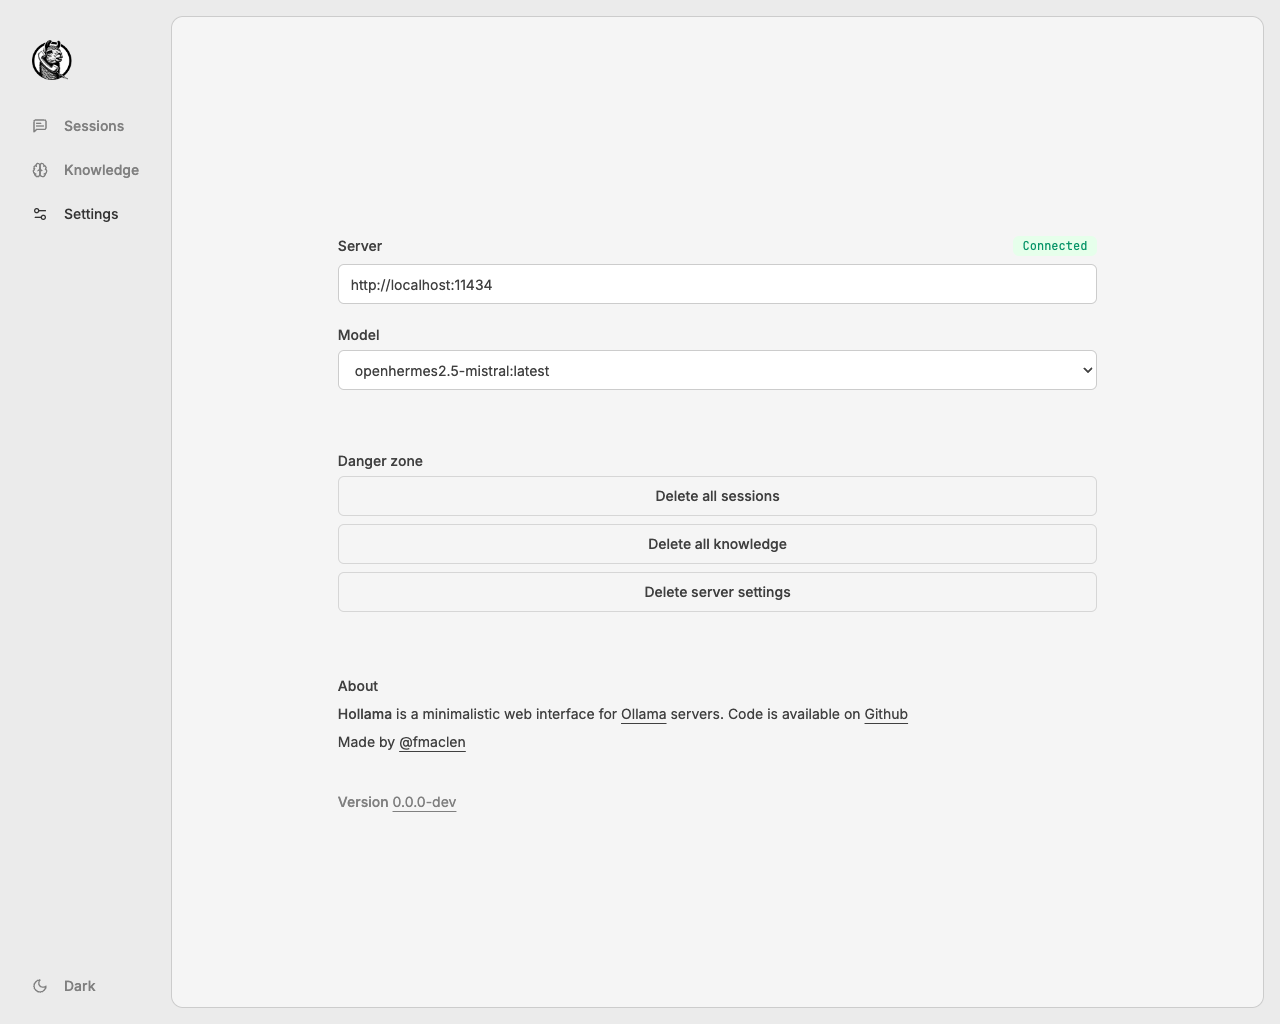 Sessions
Knowledge
Settings
Server
Connected
http://localhost:11434
Model
openhermes2.5-mistral:latest
Danger zone
Delete all sessions
Delete all knowledge
Delete server settings
About
Hollama is a minimalistic web interface for Ollama servers. Code is available on Github
Made by @fmaclen
Version 0.0.0-dev
Dark